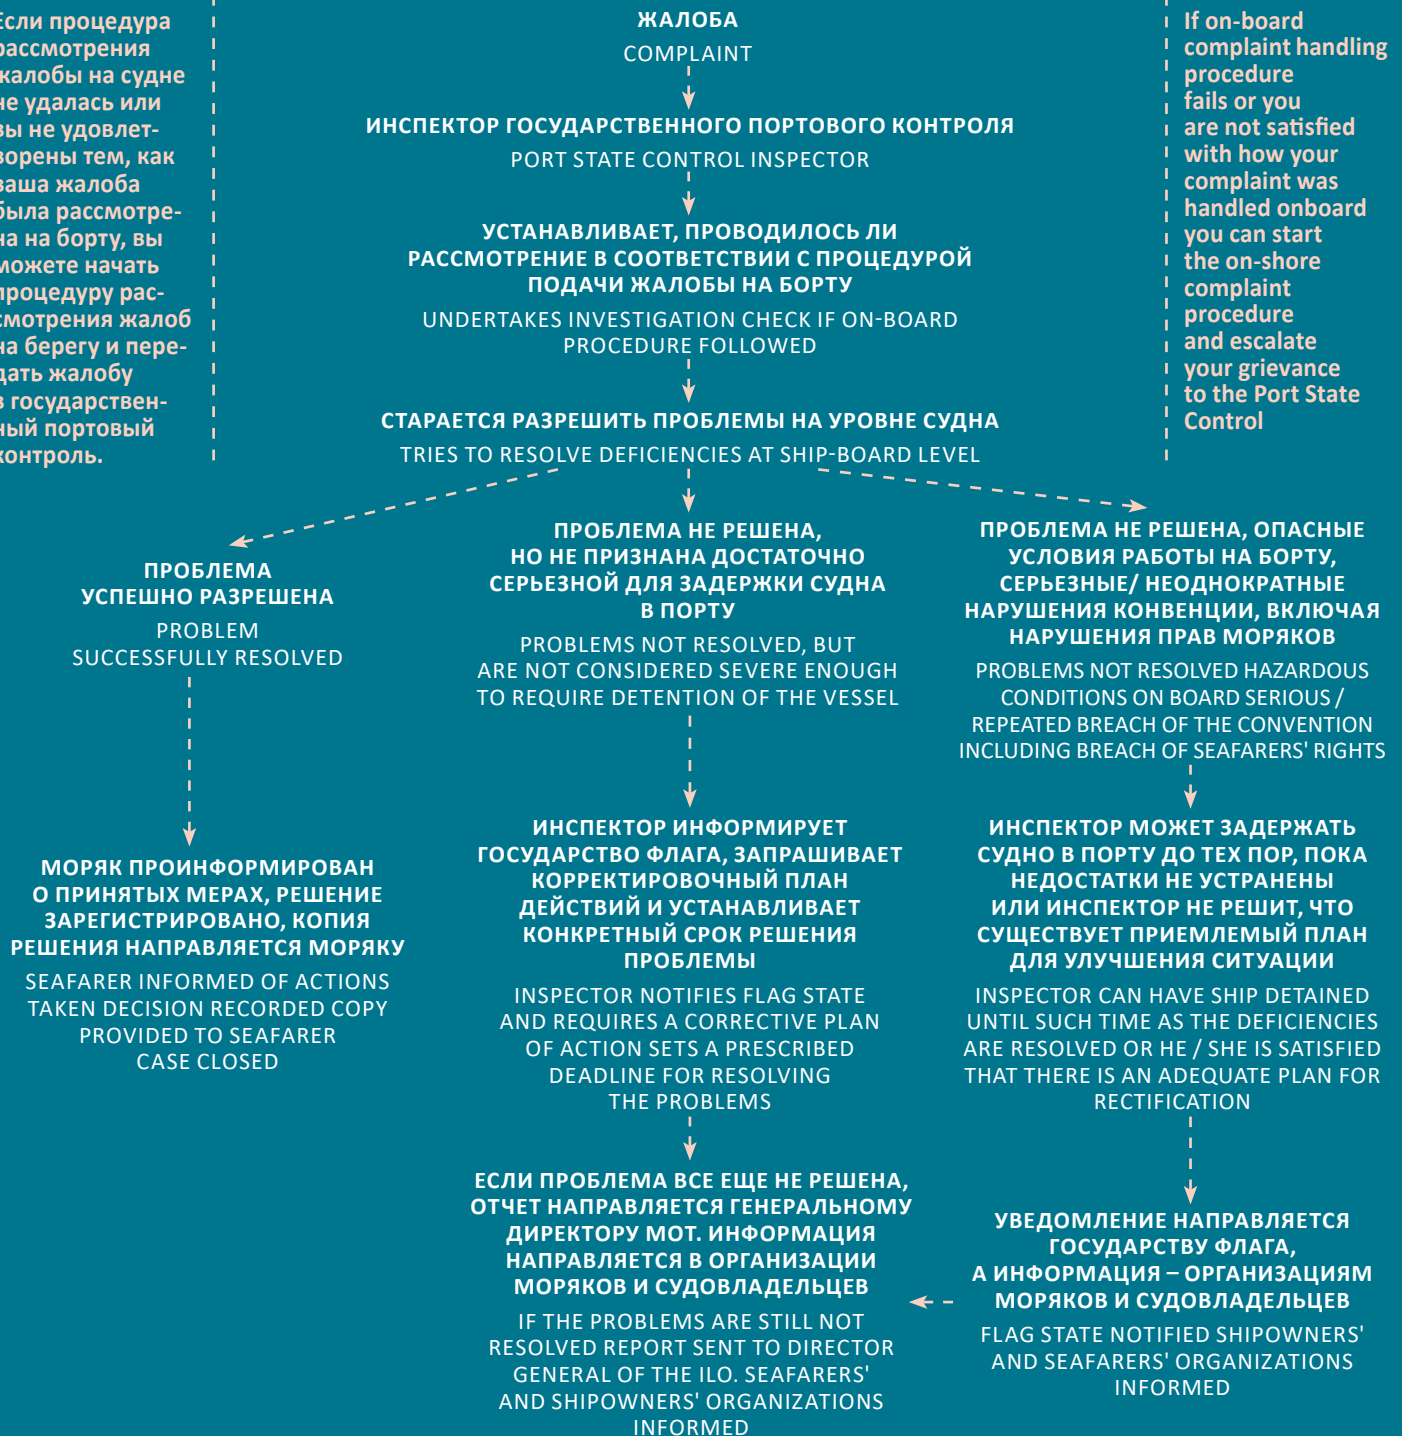 Если процедура
рассмотрения
жалобы на судне
не удалась или
вы не удовлет-
ворены тем, как
ваша жалоба
была рассмотре-
на на борту, вы
можете начать
процедуру рас-
смотрения жалоб
на берегу и пере-
дать жалобу
в государствен-
ный портовый
контроль.
ЖАЛОБА
COMPLAINT
ИНСПЕКТОР ГОСУДАРСТВЕННОГО ПОРТОВОГО КОНТРОЛЯ
PORT STATE CONTROL INSPECTOR
УСТАНАВЛИВАЕТ, ПРОВОДИЛОСЬ ЛИ
РАССМОТРЕНИЕ В СООТВЕТСТВИИ С ПРОЦЕДУРОЙ
ПОДАЧИ ЖАЛОБЫ НА БОРТУ
UNDERTAKES INVESTIGATION CHECK IF ON-BOARD
PROCEDURE FOLLOWED
СТАРАЕТСЯ РАЗРЕШИТЬ ПРОБЛЕМЫ НА УРОВНЕ СУДНА
TRIES TO RESOLVE DEFICIENCIES AT SHIP-BOARD LEVEL
If on-board
complaint handling
procedure
fails or you
are not satisfied
with how your
complaint was
handled onboard
you can start
the on-shore
complaint
procedure
and escalate
your grievance
to the Port State
Control
ПРОБЛЕМА
УСПЕШНО РАЗРЕШЕНА
PROBLEM
SUCCESSFULLY RESOLVED
МОРЯК ПРОИНФОРМИРОВАН
О ПРИНЯТЫХ МЕРАХ, РЕШЕНИЕ
ЗАРЕГИСТРИРОВАНО, КОПИЯ
РЕШЕНИЯ НАПРАВЛЯЕТСЯ МОРЯКУ
SEAFARER INFORMED OF ACTIONS
TAKEN DECISION RECORDED COPY
PROVIDED TO SEAFARER
CASE CLOSED
ПРОБЛЕМА НЕ РЕШЕНА,
НО НЕ ПРИЗНАНА ДОСТАТОЧНО
СЕРЬЕЗНОЙ ДЛЯ ЗАДЕРЖКИ СУДНА
В ПОРТУ
PROBLEMS NOT RESOLVED, BUT
ARE NOT CONSIDERED SEVERE ENOUGH
TO REQUIRE DETENTION OF THE VESSEL
ИНСПЕКТОР ИНФОРМИРУЕТ
ГОСУДАРСТВО ФЛАГА, ЗАПРАШИВАЕТ
КОРРЕКТИРОВОЧНЫЙ ПЛАН
ДЕЙСТВИЙ И УСТАНАВЛИВАЕТ
КОНКРЕТНЫЙ СРОК РЕШЕНИЯ
ПРОБЛЕМЫ
INSPECTOR NOTIFIES FLAG STATE
AND REQUIRES A CORRECTIVE PLAN
OF ACTION SETS A PRESCRIBED
DEADLINE FOR RESOLVING
THE PROBLEMS
ЕСЛИ ПРОБЛЕМА ВСЕ ЕЩЕ НЕ РЕШЕНА,
ОТЧЕТ НАПРАВЛЯЕТСЯ ГЕНЕРАЛЬНОМУ
ДИРЕКТОРУ МОТ. ИНФОРМАЦИЯ
НАПРАВЛЯЕТСЯ В ОРГАНИЗАЦИИ
МОРЯКОВ И СУДОВЛАДЕЛЬЦЕВ
IF THE PROBLEMS ARE STILL NOT
RESOLVED REPORT SENT TO DIRECTOR
GENERAL OF THE ILO. SEAFARERS'
AND SHIPOWNERS' ORGANIZATIONS
INFORMED
ПРОБЛЕМА НЕ РЕШЕНА, ОПАСНЫЕ
УСЛОВИЯ РАБОТЫ НА БОРТУ,
СЕРЬЕЗНЫЕ/ НЕОДНОКРАТНЫЕ
НАРУШЕНИЯ КОНВЕНЦИИ, ВКЛЮЧАЯ
НАРУШЕНИЯ ПРАВ МОРЯКОВ
PROBLEMS NOT RESOLVED HAZARDOUS
CONDITIONS ON BOARD SERIOUS /
REPEATED BREACH OF THE CONVENTION
INCLUDING BREACH OF SEAFARERS' RIGHTS
ИНСПЕКТОР МОЖЕТ ЗАДЕРЖАТЬ
СУДНО В ПОРТУ ДО ТЕХ ПОР, ПОКА
НЕДОСТАТКИ НЕ УСТРАНЕНЫ
ИЛИ ИНСПЕКТОР НЕ РЕШИТ, ЧТО
СУЩЕСТВУЕТ ПРИЕМЛЕМЫЙ ПЛАН
ДЛЯ УЛУЧШЕНИЯ СИТУАЦИИ
INSPECTOR CAN HAVE SHIP DETAINED
UNTIL SUCH TIME AS THE DEFICIENCIES
ARE RESOLVED OR HE / SHE IS SATISFIED
THAT THERE IS AN ADEQUATE PLAN FOR
RECTIFICATION
УВЕДОМЛЕНИЕ НАПРАВЛЯЕТСЯ
ГОСУДАРСТВУ ФЛАГА,
А ИНФОРМАЦИЯ – ОРГАНИЗАЦИЯМ
МОРЯКОВ И СУДОВЛАДЕЛЬЦЕВ
FLAG STATE NOTIFIED SHIPOWNERS'
AND SEAFARERS' ORGANIZATIONS
INFORMED